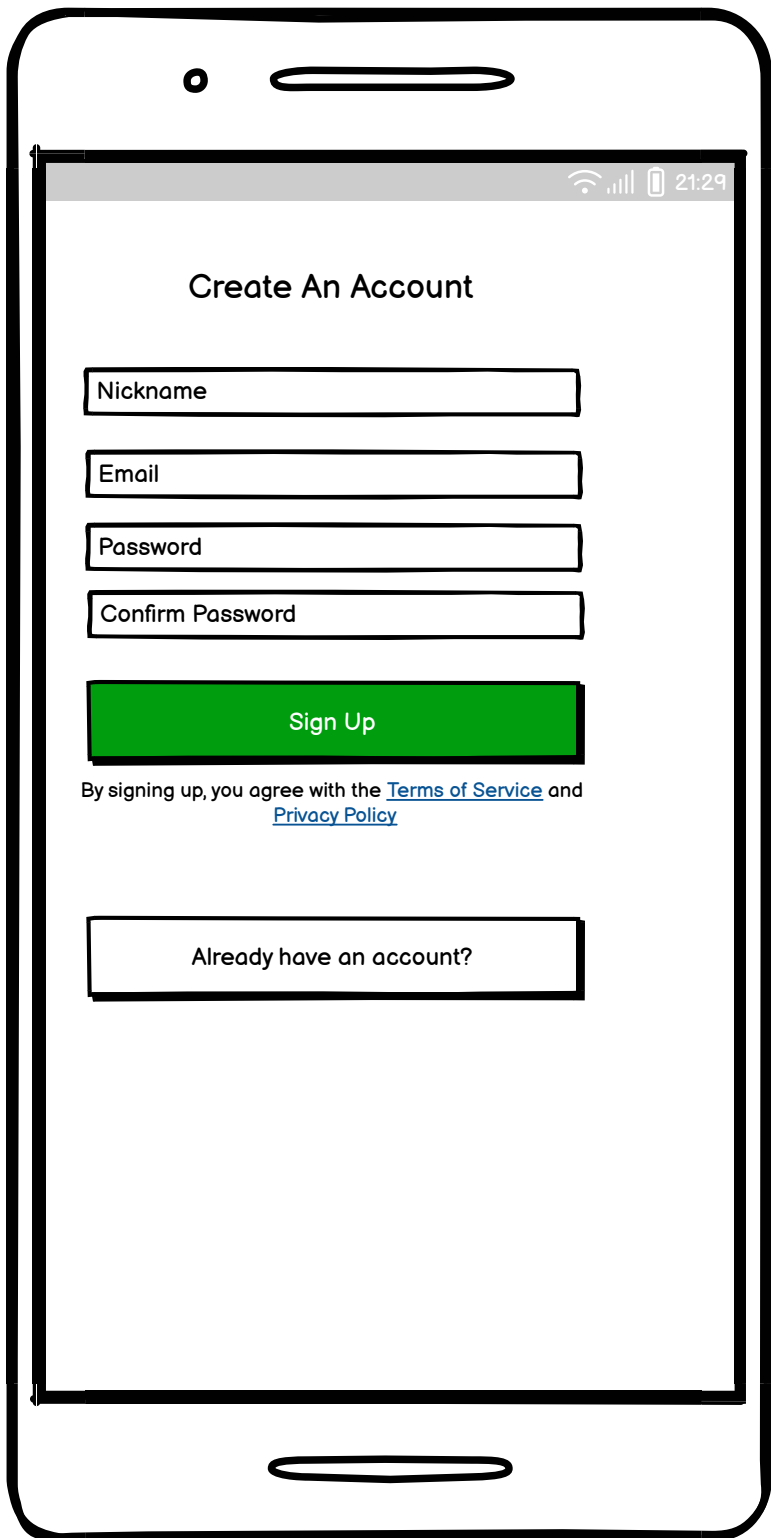 21:29
Create An Account
Nickname
Email
Password
Confirm Password
Sign Up
By signing up, you agree with the Terms of Service and
Privacy Policy
Already have an account?